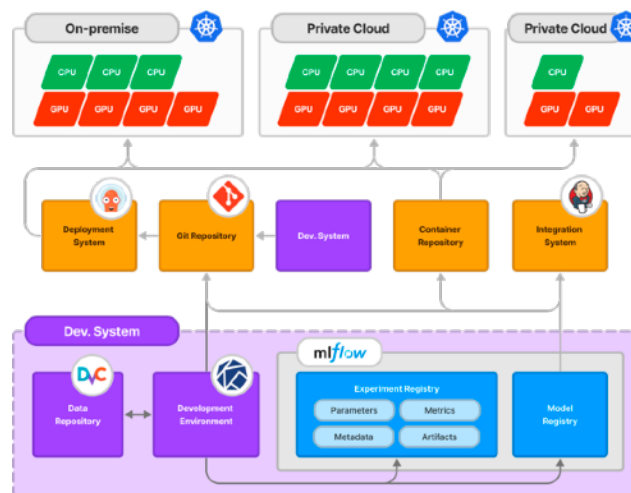 On-premise
Private Cloud
Private Cloud
CPU CPU CPU
CPU CPU CPU CPU
CPU
GPU GPU GPU GPU
GPU GPU GPU GPU
GPU GPU
Deployment
System
Git Repository
Dev. System
Container
Repository
Integration
System
Dev. System
mlflow
DVC
Data
Repository
Development
Environment
Experiment Registry
Parameters
Metrics
Metadata
Artifacts
Model
Registry